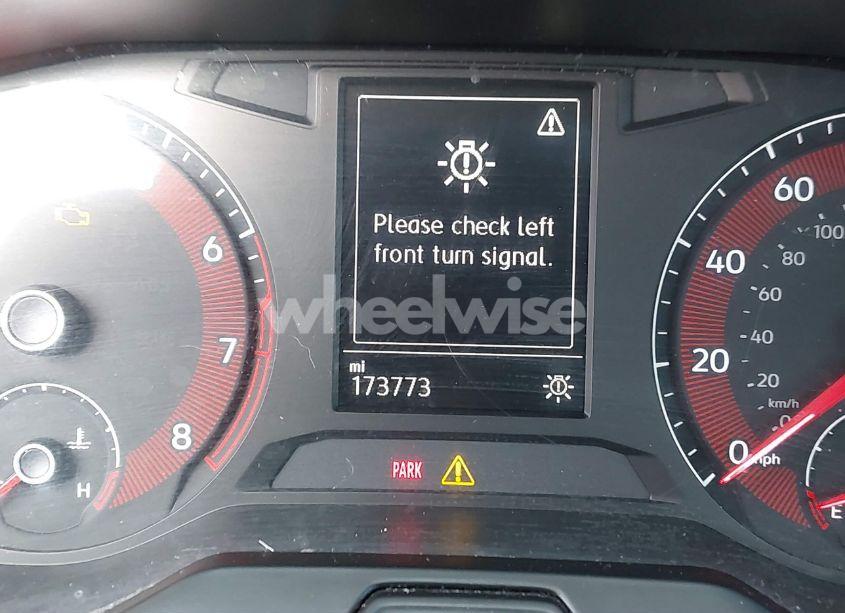 Please check left
front turn signal.
wheelwise
mi
173773
PARK
6
7
8
H
60
40
20
0 mph
100
80
60
40
20
km/h
0
E